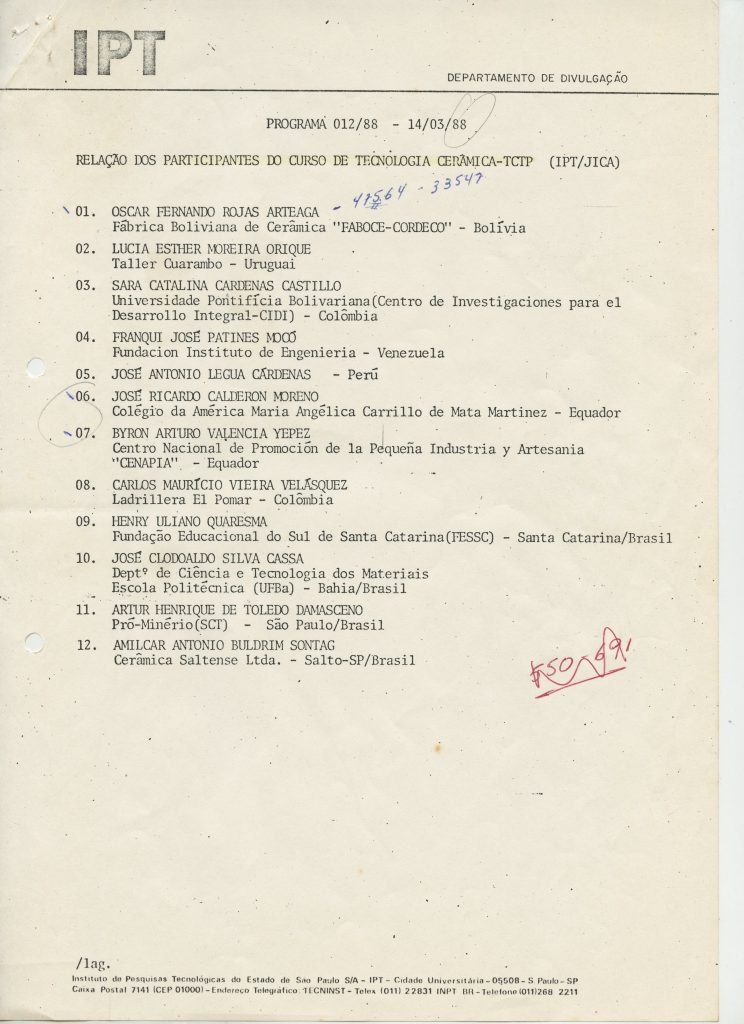 IPT
DEPARTAMENTO DE DIVULGAÇÃO
PROGRAMA 012/88 - 14/03/88
RELAÇÃO DOS PARTICIPANTES DO CURSO DE TECNOLOGIA CERÂMICA-TCTP (IPT/JICA)
- 47564 - 33547
01. OSCAR FERNANDO ROJAS ARTEAGA
Fábrica Boliviana de Cerâmica "FABOCE-CORDECO" - Bolívia
02. LUCIA ESTHER MOREIRA ORIQUE
Taller Cuarambo - Uruguai
03. SARA CATALINA CARDENAS CASTILLO
Universidade Pontifícia Bolivariana(Centro de Investigaciones para el
Desarrollo Integral-CIDI) - Colômbia
04. FRANQUI JOSÉ PATINES MOCÓ
Fundacion Instituto de Engenieria - Venezuela
05. JOSÉ ANTONIO LEGUA CÁRDENAS - Perú
06. JOSÉ RICARDO CALDERON MORENO
Colégio da América Maria Angélica Carrillo de Mata Martinez - Equador
07. BYRON ARTURO VALENCIA YEPEZ
Centro Nacional de Promoción de la Pequeña Industria y Artesania
"CENAPIA" - Equador
08. CARLOS MAURÍCIO VIEIRA VELÁSQUEZ
Ladrillera El Pomar - Colômbia
09. HENRY ULIANO QUARESMA
Fundação Educacional do Sul de Santa Catarina(FESSC) - Santa Catarina/Brasil
10. JOSÉ CLODOALDO SILVA CASSA
Deptº de Ciência e Tecnologia dos Materiais
Escola Politécnica (UFBa) - Bahia/Brasil
11. ARTUR HENRIQUE DE TOLEDO DAMASCENO
Pró-Minério(SCT) - São Paulo/Brasil
12. AMILCAR ANTONIO BULDRIM SONTAG
Cerâmica Saltense Ltda. - Salto-SP/Brasil
/lag.
Instituto de Pesquisas Tecnológicas do Estado de São Paulo S/A - IPT - Cidade Universitária - 05508 - S. Paulo - SP
Caixa Postal 7141 (CEP 01000) - Endereço Telegráfico: TECNINST - Telex (011) 22831 INPT BR - Telefone (011) 268 2211